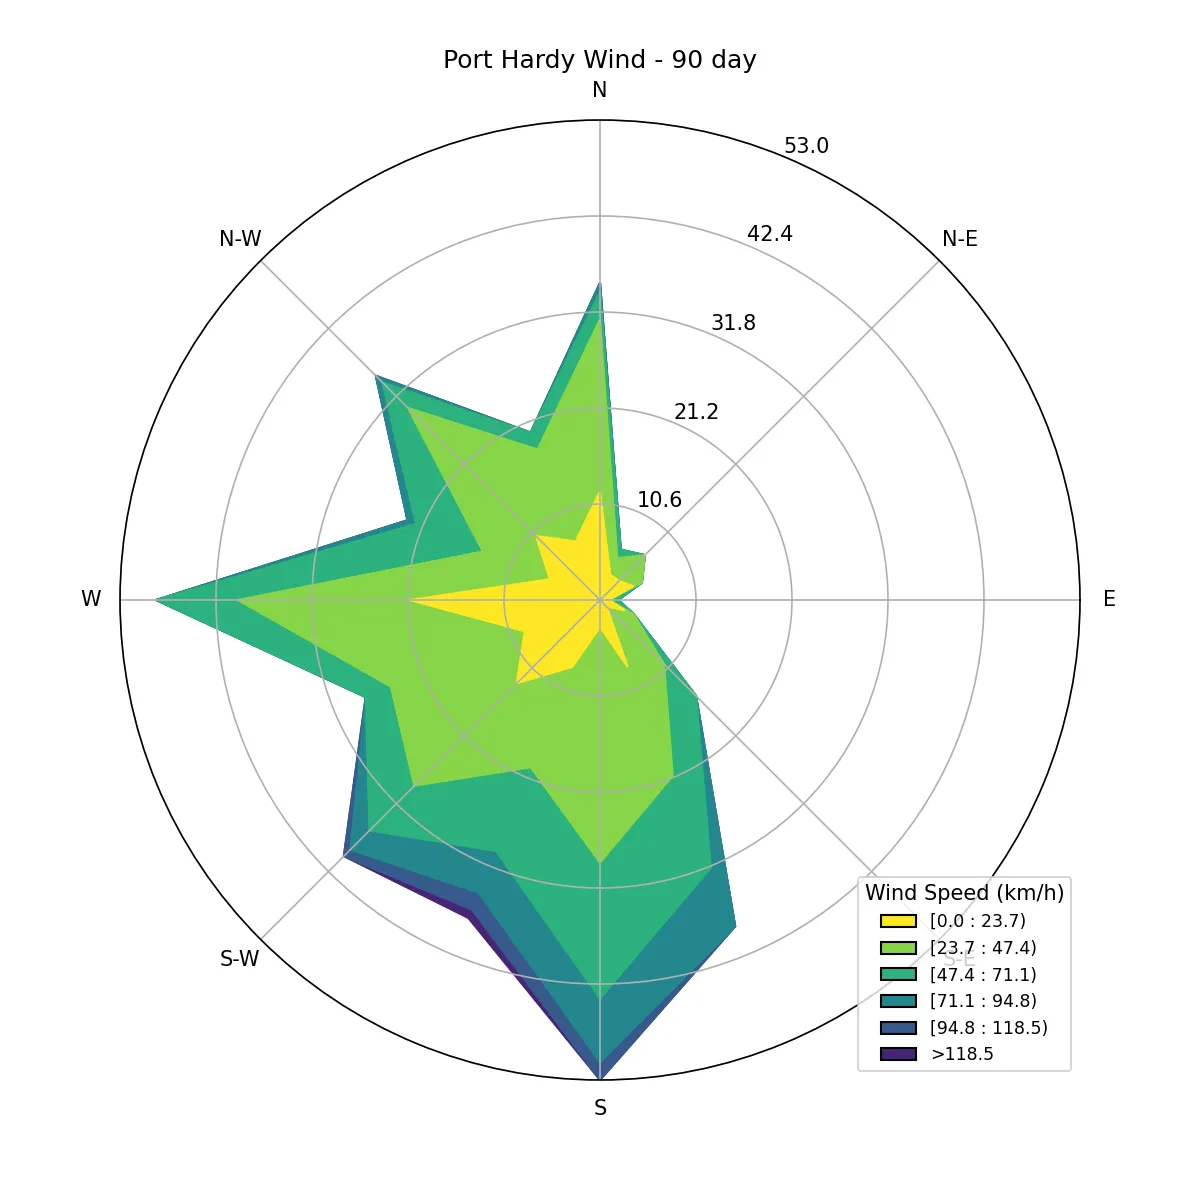 Port Hardy Wind - 90 day
N
53.0
42.4
N-W
N-E
31.8
21.2
10.6
W
E
S-W
S-E
S
Wind Speed (km/h)
[0.0 : 23.7)
[23.7 : 47.4)
[47.4 : 71.1)
[71.1 : 94.8)
[94.8 : 118.5)
>118.5